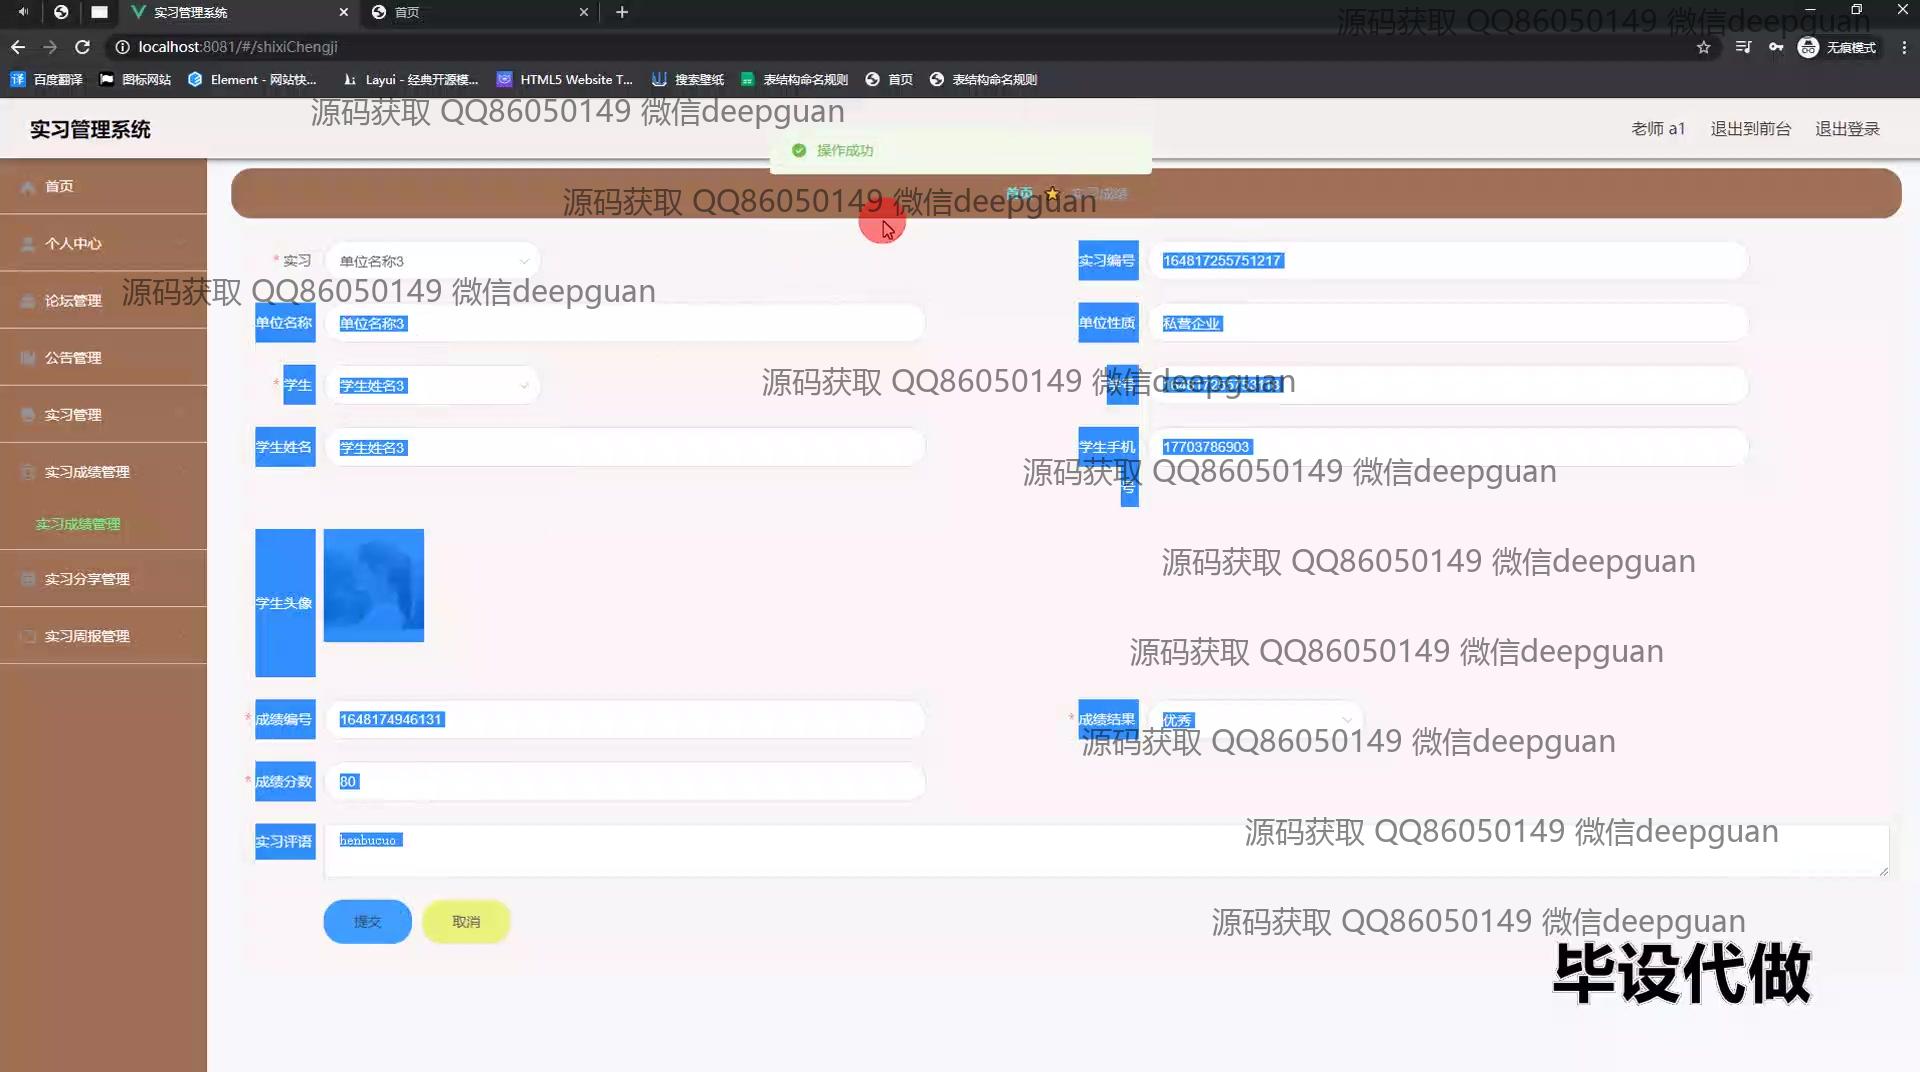 实习管理系统
首页
localhost:8081/#/shixiChengji
无痕模式
百度翻译
图标网站
Element - 网站快...
Layui - 经典开源模...
HTML5 Website T...
搜索壁纸
表结构命名规则
首页
表结构命名规则
源码获取 QQ86050149 微信deepguan
实习管理系统
源码获取 QQ86050149 微信deepguan
操作成功
老师 a1
退出到前台
退出登录
首页
个人中心
论坛管理
公告管理
实习管理
实习成绩管理
实习成绩管理
实习分享管理
实习周报管理
首页
实习成绩
源码获取 QQ86050149 微信deepguan
* 实习 单位名称3
实习编号 164817255751217
源码获取 QQ86050149 微信deepguan
单位名称 单位名称3
单位性质 私营企业
* 学生 学生姓名3
源码获取 QQ86050149 微信deepguan
学生姓名 学生姓名3
学生手机号 17703786903
源码获取 QQ86050149 微信deepguan
学生头像
源码获取 QQ86050149 微信deepguan
源码获取 QQ86050149 微信deepguan
* 成绩编号 1648174946131
* 成绩结果 优秀
源码获取 QQ86050149 微信deepguan
* 成绩分数 80
实习评语 henbucuo
源码获取 QQ86050149 微信deepguan
提交
取消
源码获取 QQ86050149 微信deepguan
毕设代做